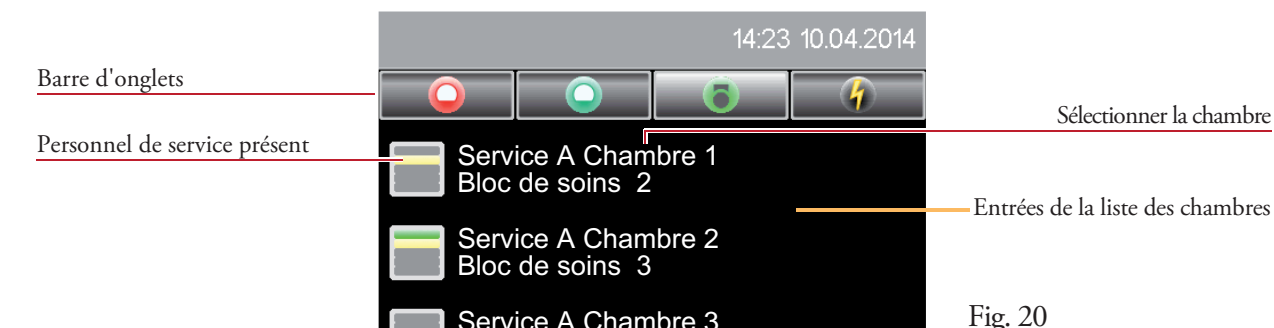 14:23 10.04.2014
Barre d'onglets
Sélectionner la chambre
Personnel de service présent
Service A Chambre 1
Bloc de soins 2
Entrées de la liste des chambres
Service A Chambre 2
Bloc de soins 3
Service A Chambre 3
Fig. 20